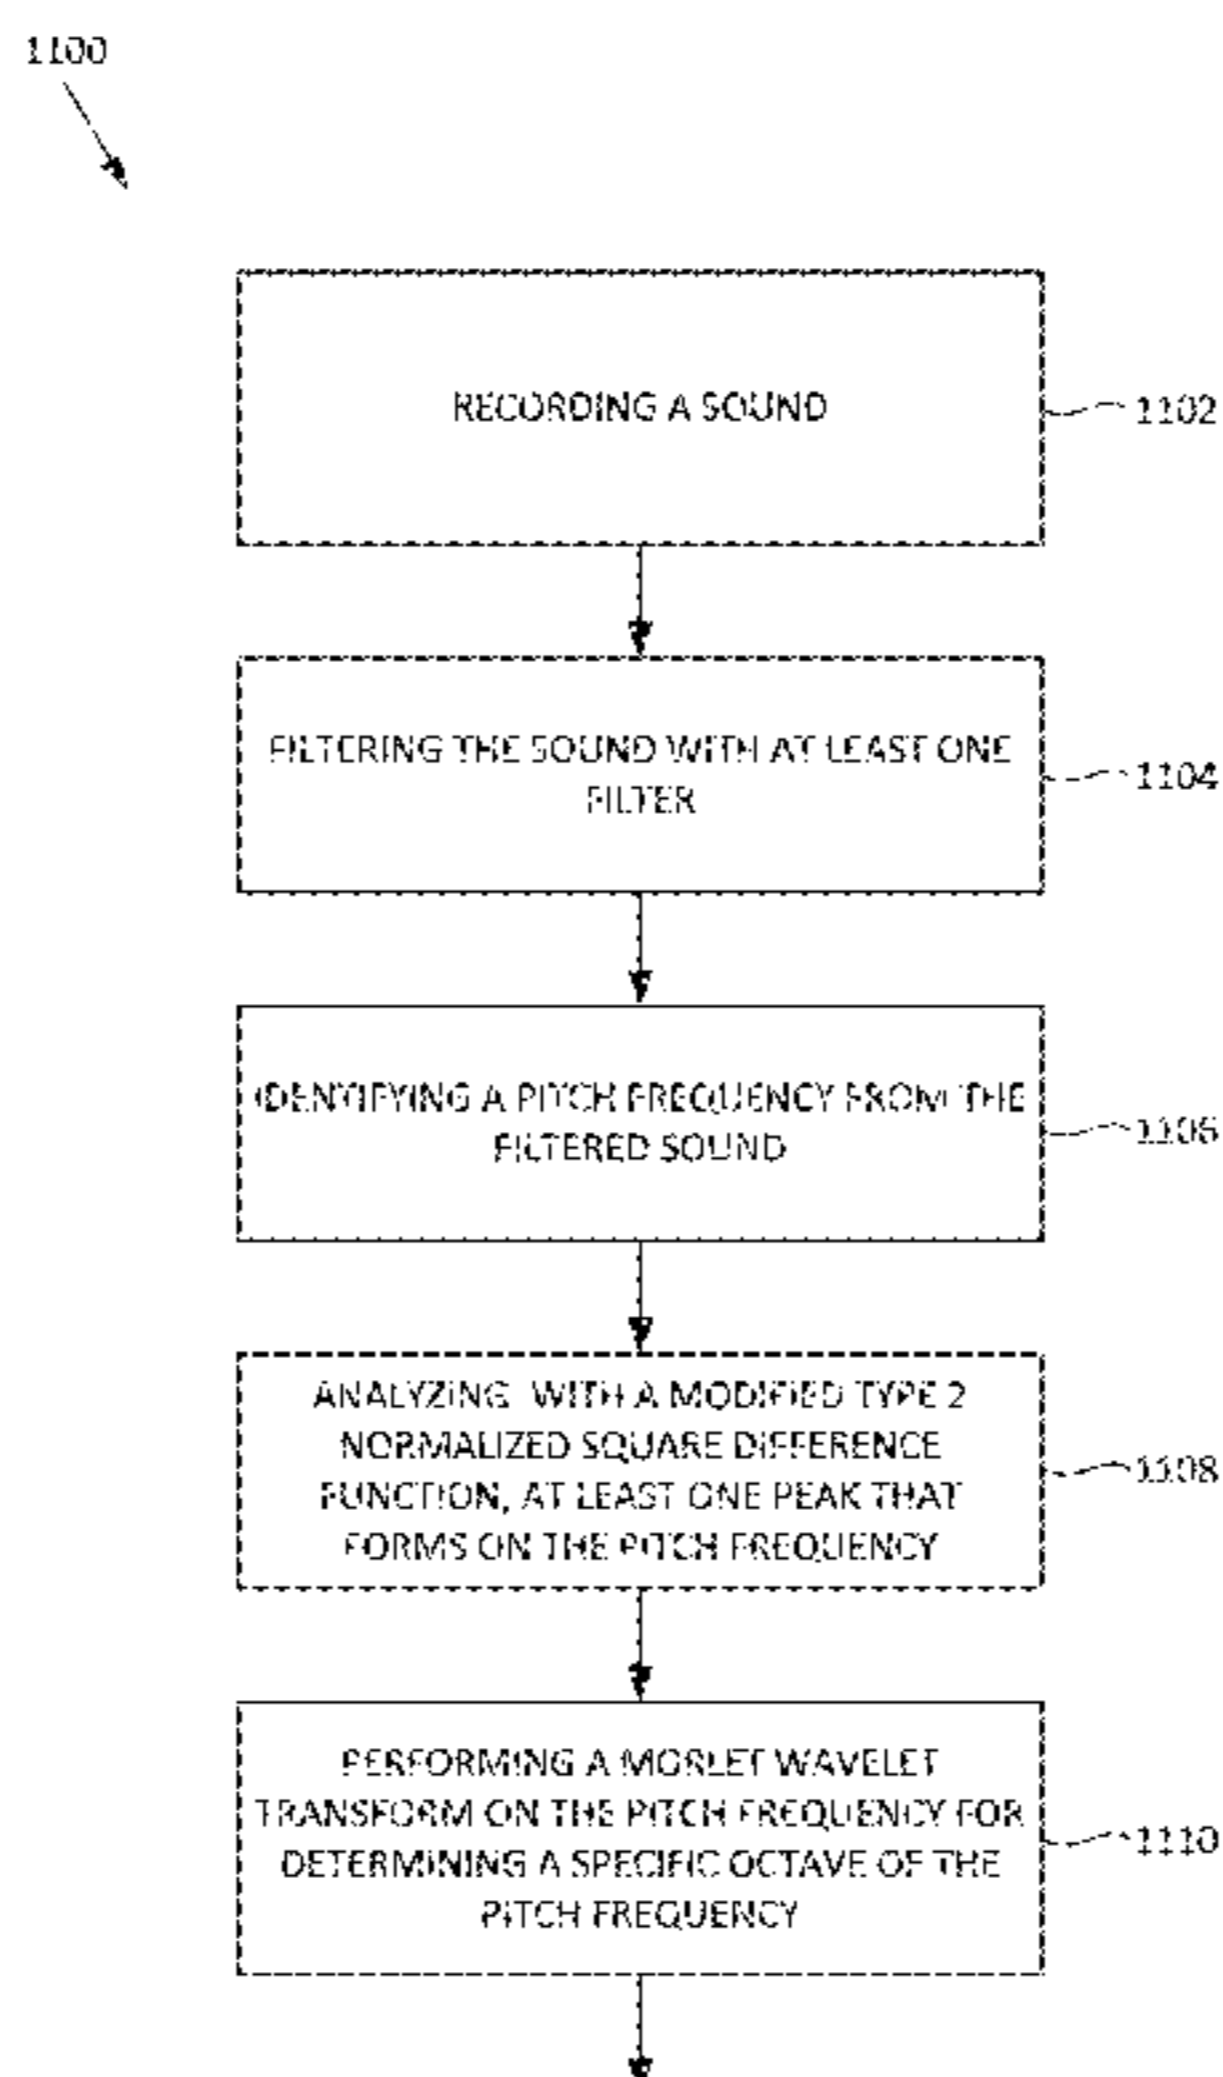 1100
RECORDING A SOUND
1102
FILTERING THE SOUND WITH AT LEAST ONE
FILTER
1104
IDENTIFYING A PITCH FREQUENCY FROM THE
FILTERED SOUND
1106
ANALYZING WITH A MODIFIED TYPE 2
NORMALIZED SQUARE DIFFERENCE
FUNCTION, AT LEAST ONE PEAK THAT
FORMS ON THE PITCH FREQUENCY
1108
PERFORMING A MORLET WAVELET
TRANSFORM ON THE PITCH FREQUENCY FOR
DETERMINING A SPECIFIC OCTAVE OF THE
PITCH FREQUENCY
1110